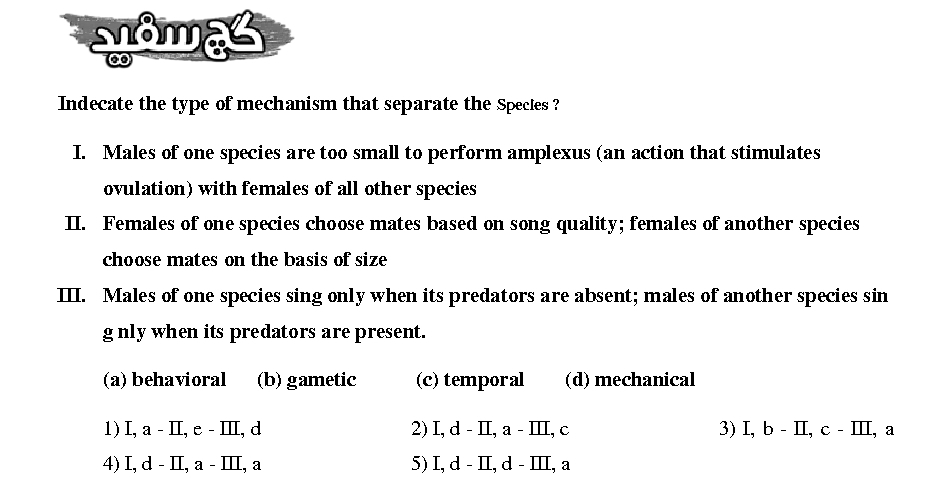 گچ سفید
Indecate the type of mechanism that separate the Specles ?
I. Males of one species are too small to perform amplexus (an action that stimulates
ovulation) with females of all other species
II. Females of one species choose mates based on song quality; females of another species
choose mates on the basis of size
III. Males of one species sing only when its predators are absent; males of another species sin
g nly when its predators are present.
(a) behavioral (b) gametic (c) temporal (d) mechanical
1) I, a - II, e - III, d 2) I, d - II, a - III, c 3) I, b - II, c - III, a
4) I, d - II, a - III, a 5) I, d - II, d - III, a